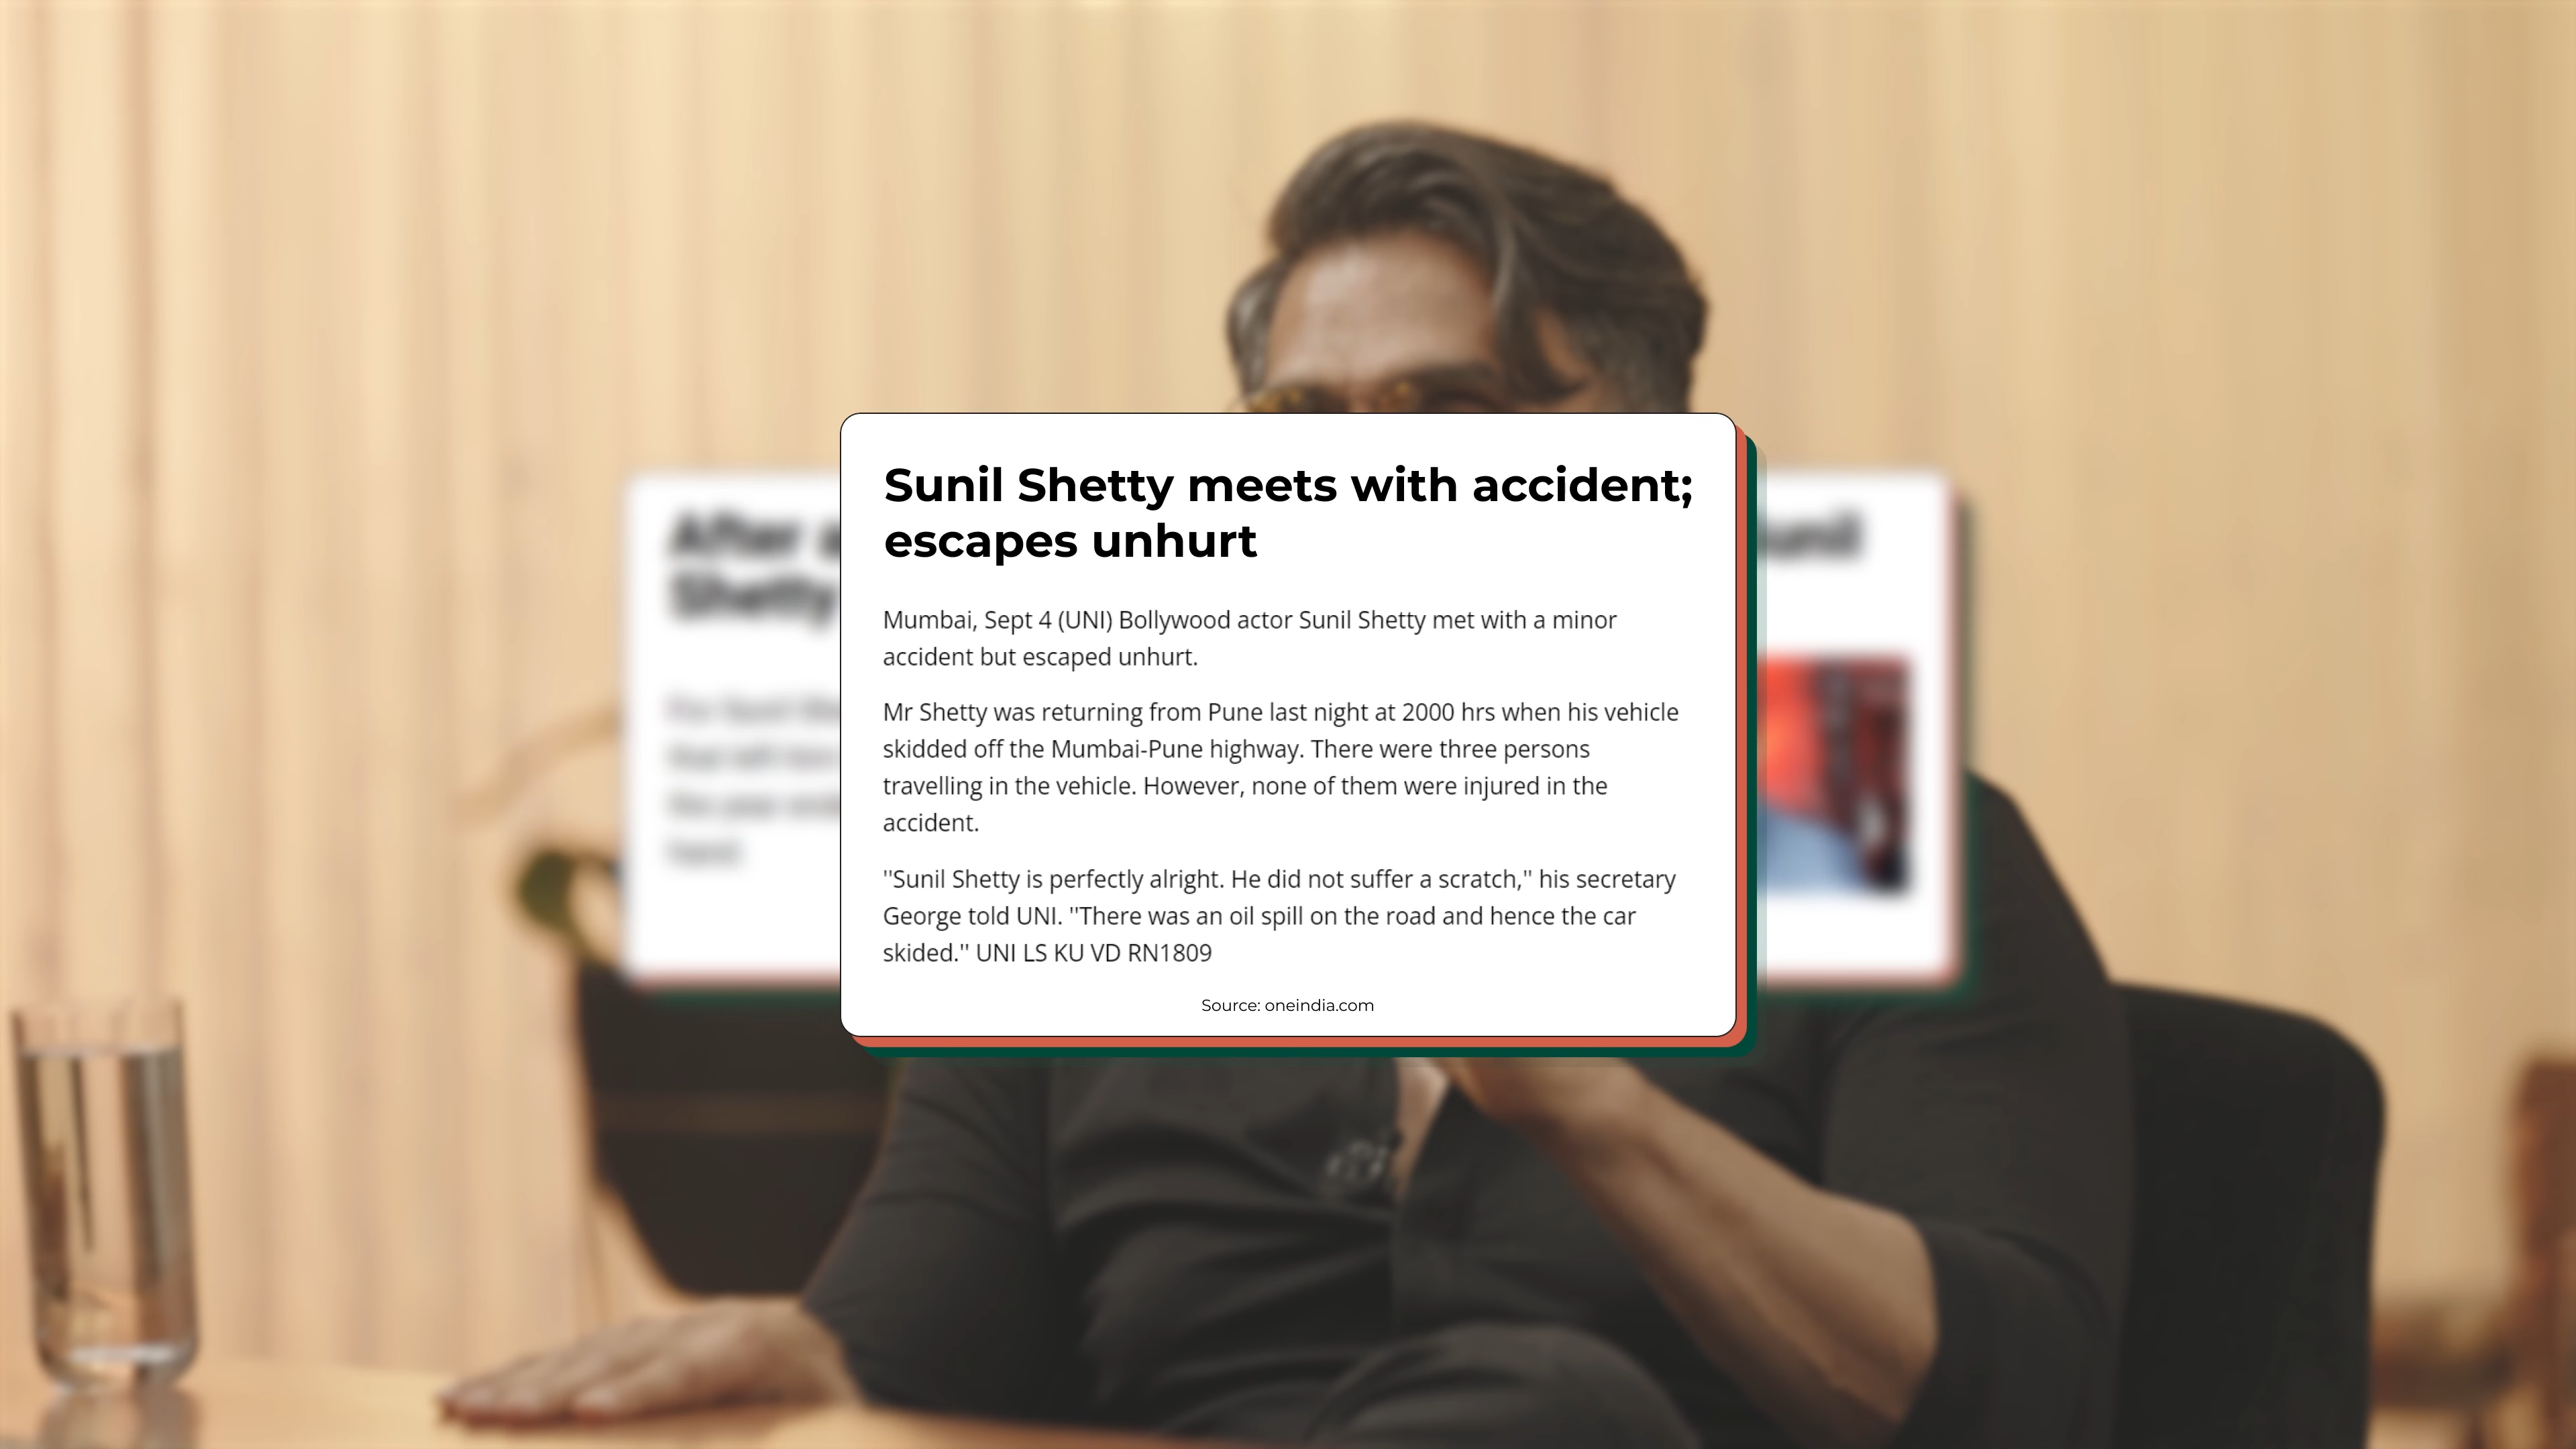 Sunil Shetty meets with accident;
escapes unhurt
Mumbai, Sept 4 (UNI) Bollywood actor Sunil Shetty met with a minor
accident but escaped unhurt.
Mr Shetty was returning from Pune last night at 2000 hrs when his vehicle
skidded off the Mumbai-Pune highway. There were three persons
travelling in the vehicle. However, none of them were injured in the
accident.
''Sunil Shetty is perfectly alright. He did not suffer a scratch,'' his secretary
George told UNI. ''There was an oil spill on the road and hence the car
skided.'' UNI LS KU VD RN1809
Source: oneindia.com
After
Shetty